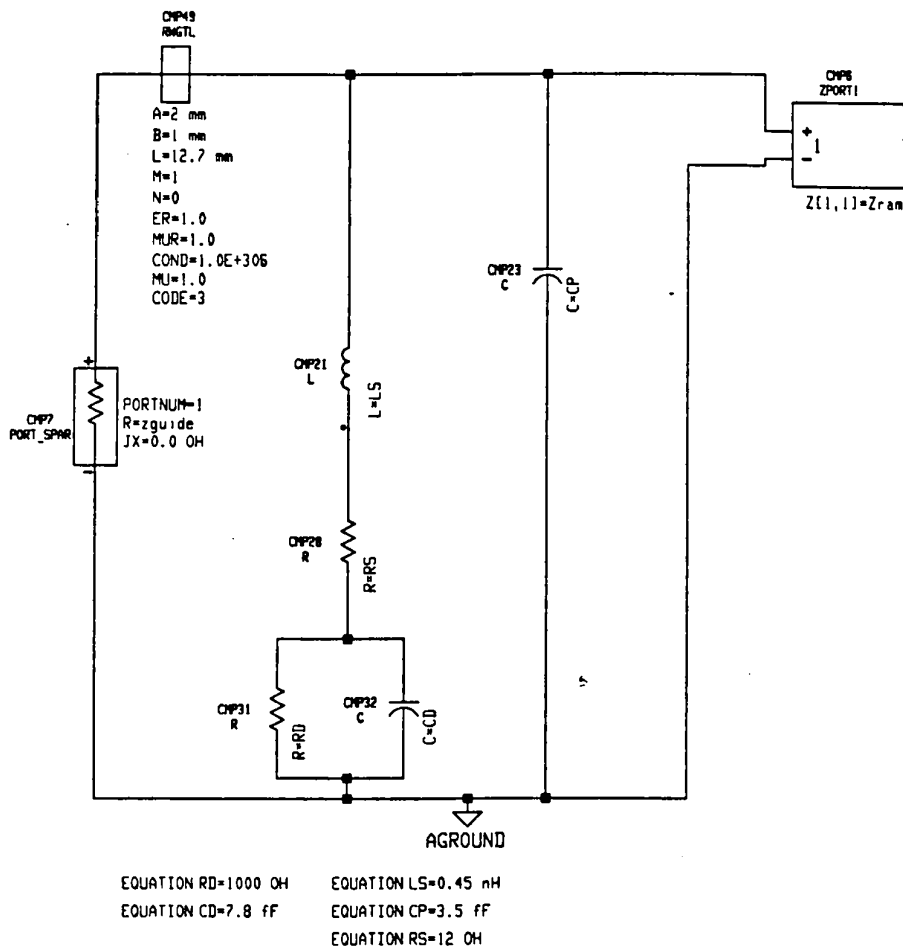 CMP49
RWGTL
A=2 mm
B=1 mm
L=12.7 mm
M=1
N=0
ER=1.0
MUR=1.0
COND=1.0E+306
MU=1.0
CODE=3
CMP6
ZPORT1
+
1
-
Z[1,1]=Zram
CMP23
C
C=CP
CMP21
L
L=LS
+
CMP7
PORT_SPAR
PORTNUM=1
R=zguide
JX=0.0 OH
-
CMP28
R
R=RS
CMP31
R
R=RD
CMP32
C
C=CD
AGROUND
EQUATION RD=1000 OH
EQUATION LS=0.45 nH
EQUATION CD=7.8 fF
EQUATION CP=3.5 fF
EQUATION RS=12 OH